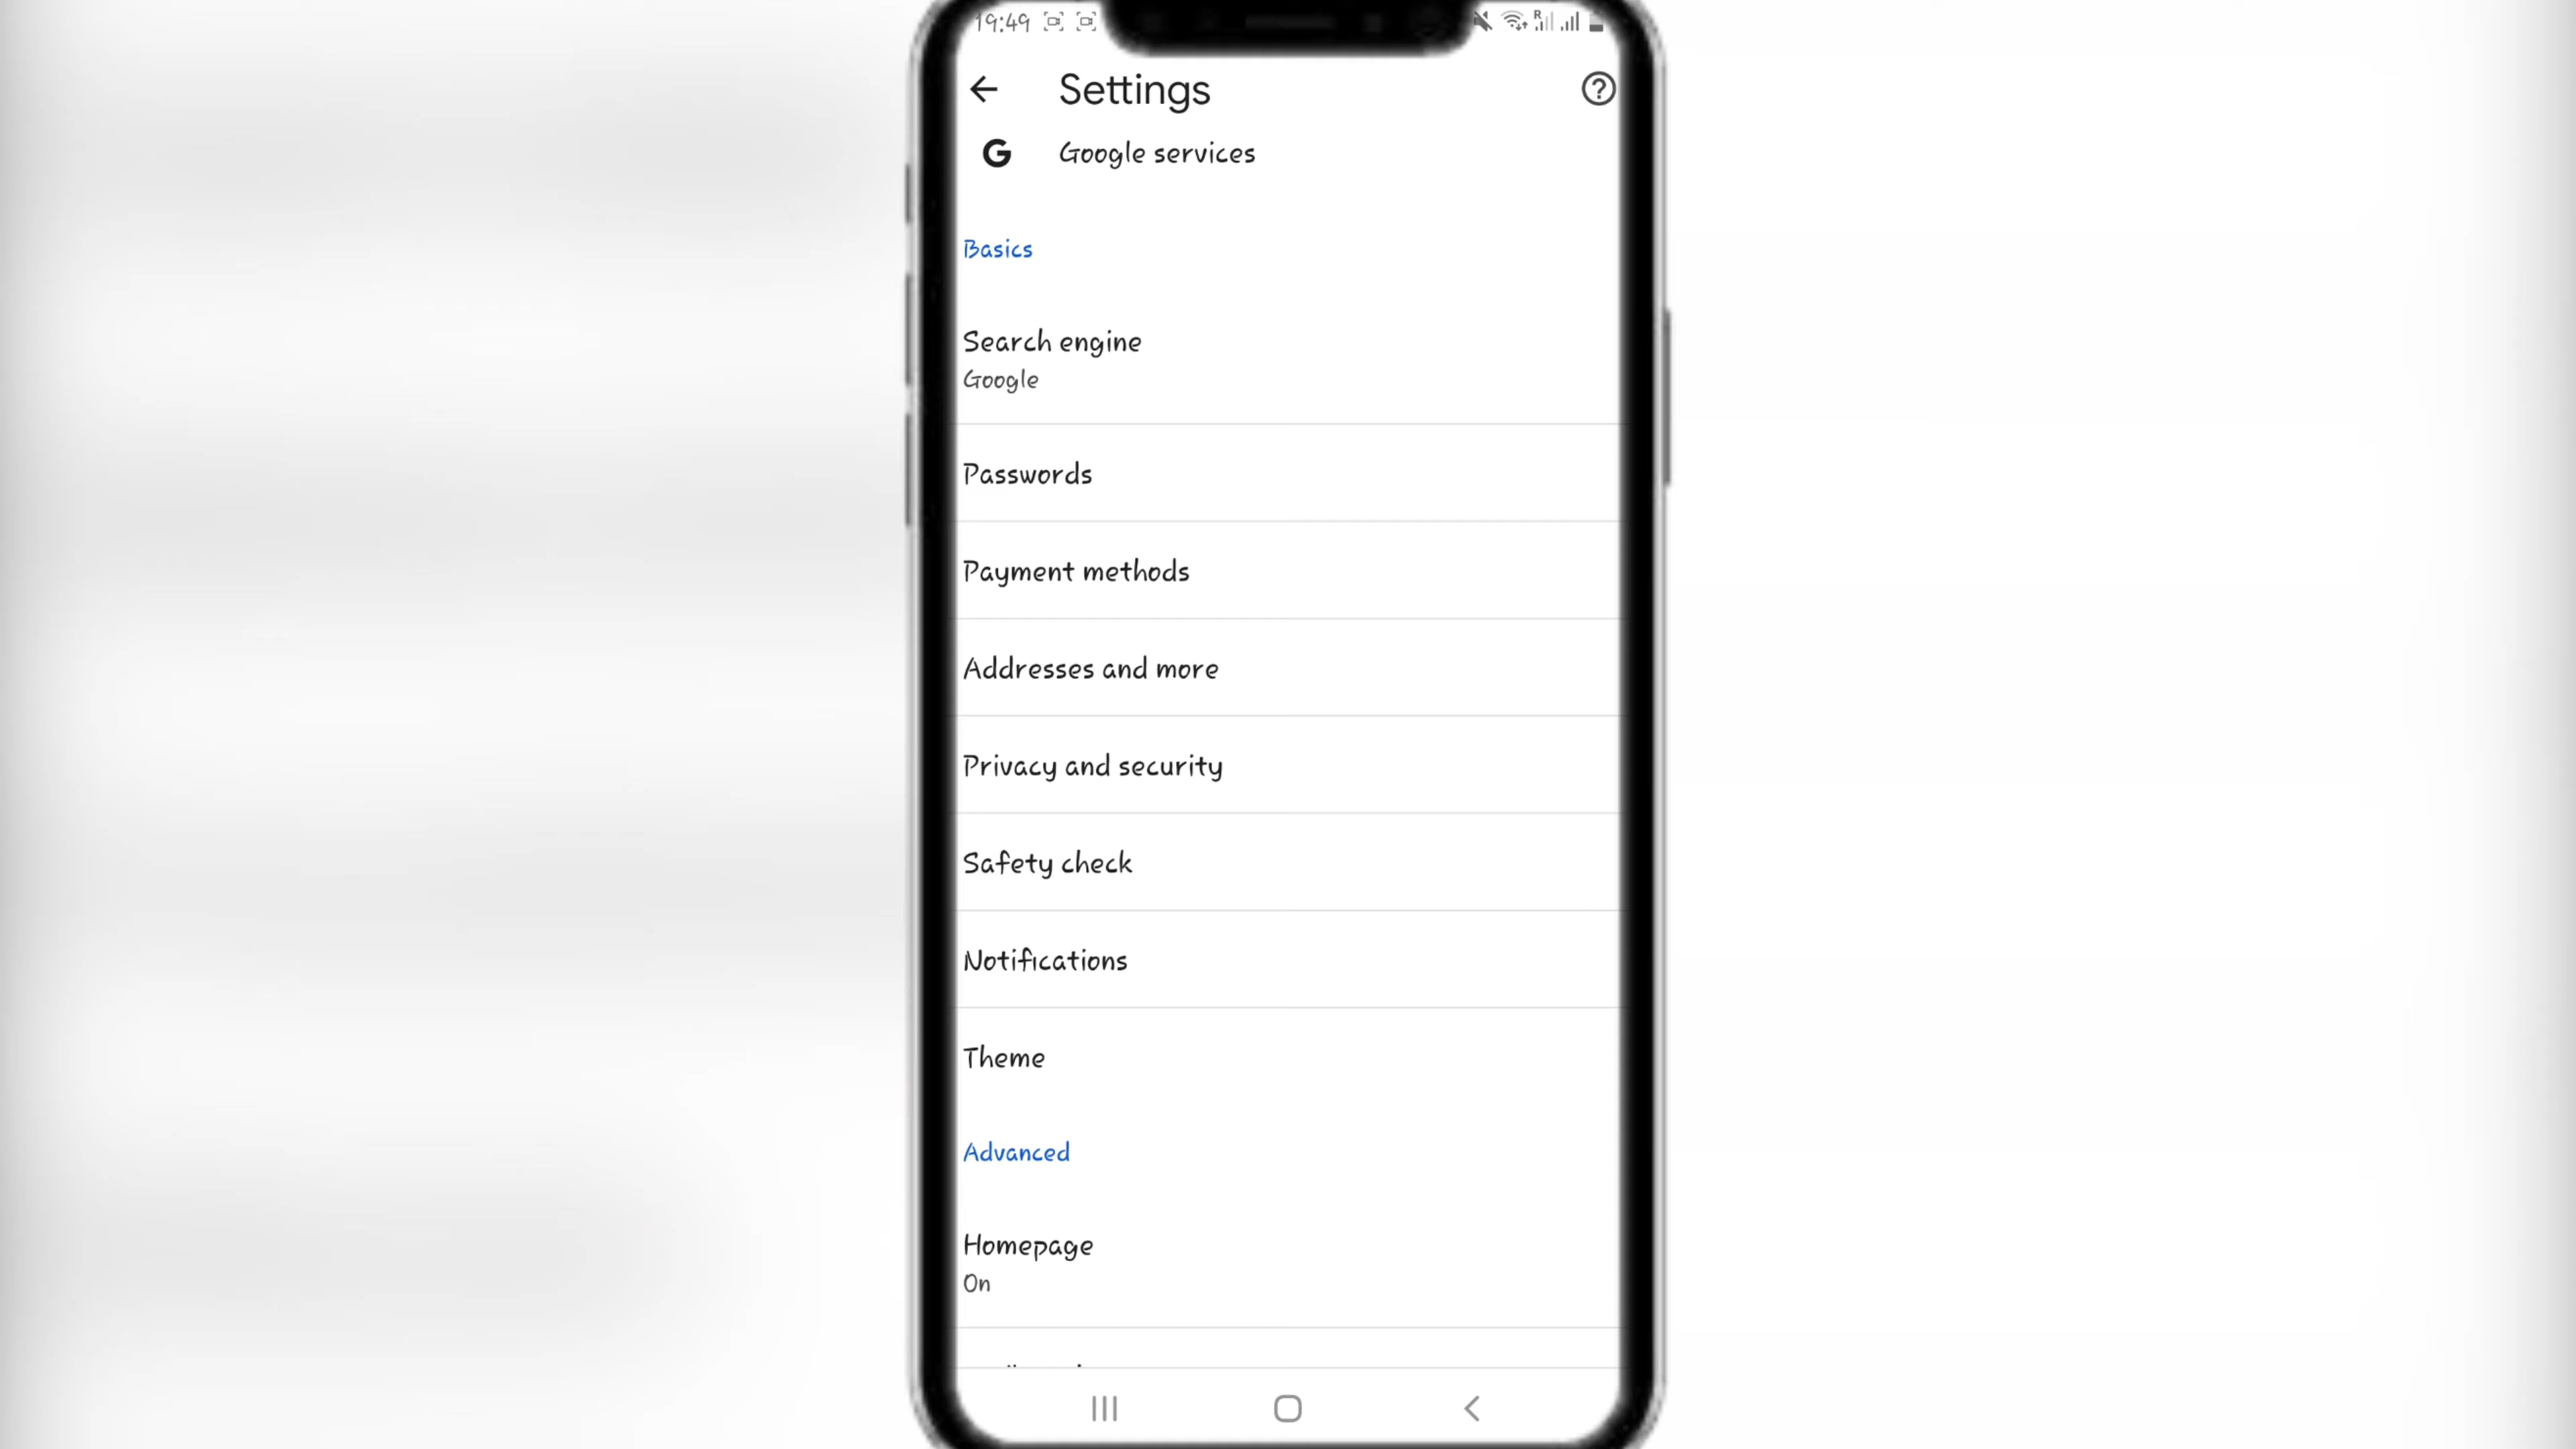 19:49
Settings
Google services
Basics
Search engine
Google
Passwords
Payment methods
Addresses and more
Privacy and security
Safety check
Notifications
Theme
Advanced
Homepage
On